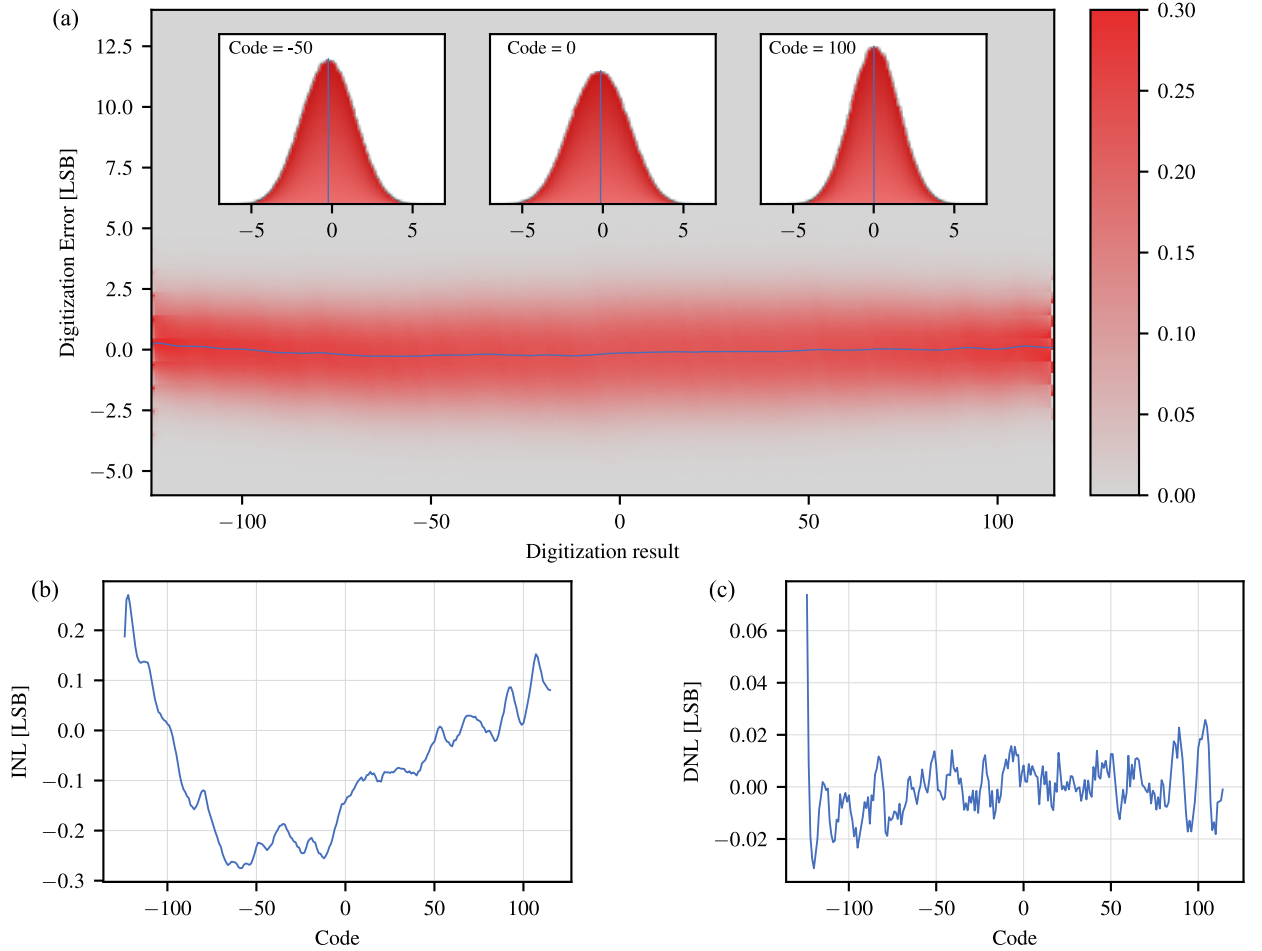 (a)
12.5
10.0
7.5
5.0
2.5
0.0
−2.5
−5.0
Digitization Error [LSB]
Code = -50
−5 0 5
Code = 0
−5 0 5
Code = 100
−5 0 5
−100 −50 0 50 100
Digitization result
0.30
0.25
0.20
0.15
0.10
0.05
0.00
(b)
0.2
0.1
0.0
−0.1
−0.2
−0.3
INL [LSB]
−100 −50 0 50 100
Code
(c)
0.06
0.04
0.02
0.00
−0.02
DNL [LSB]
−100 −50 0 50 100
Code